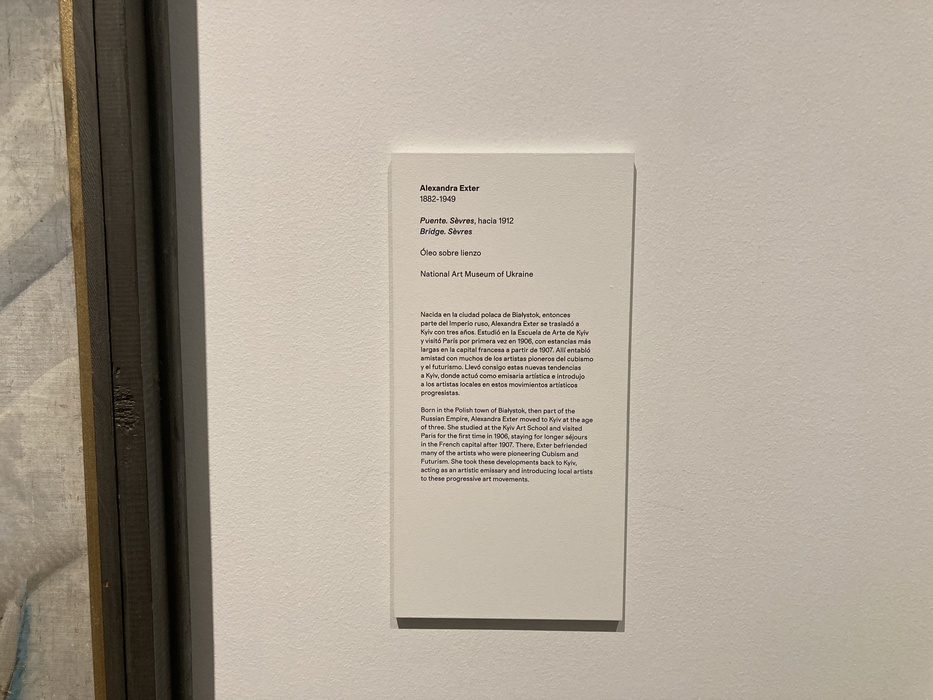 Alexandra Exter
1882-1949
Puente. Sèvres, hacia 1912
Bridge. Sèvres
Óleo sobre lienzo
National Art Museum of Ukraine
Nacida en la ciudad polaca de Białystok, entonces
parte del Imperio ruso, Alexandra Exter se trasladó a
Kyiv con tres años. Estudió en la Escuela de Arte de Kyiv
y visitó París por primera vez en 1906, con estancias más
largas en la capital francesa a partir de 1907. Allí entabló
amistad con muchos de los artistas pioneros del cubismo
y el futurismo. Llevó consigo estas nuevas tendencias
a Kyiv, donde actuó como emisaria artística e introdujo
a los artistas locales en estos movimientos artísticos
progresistas.
Born in the Polish town of Białystok, then part of the
Russian Empire, Alexandra Exter moved to Kyiv at the age
of three. She studied at the Kyiv Art School and visited
Paris for the first time in 1906, staying for longer séjours
in the French capital after 1907. There, Exter befriended
many of the artists who were pioneering Cubism and
Futurism. She took these developments back to Kyiv,
acting as an artistic emissary and introducing local artists
to these progressive art movements.